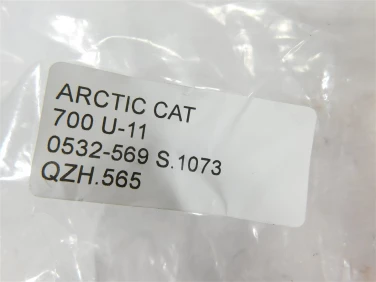 ARCTIC CAT
700 U-11
0532-569 S.1073
QZH.565